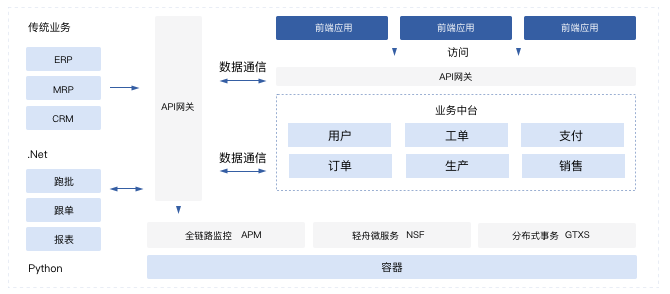 传统业务
ERP
MRP
CRM
.Net
跑批
跟单
报表
Python
API网关
数据通信
数据通信
前端应用 前端应用 前端应用
访问
API网关
业务中台
用户 工单 支付
订单 生产 销售
全链路监控 APM 轻舟微服务 NSF 分布式事务 GTXS
容器